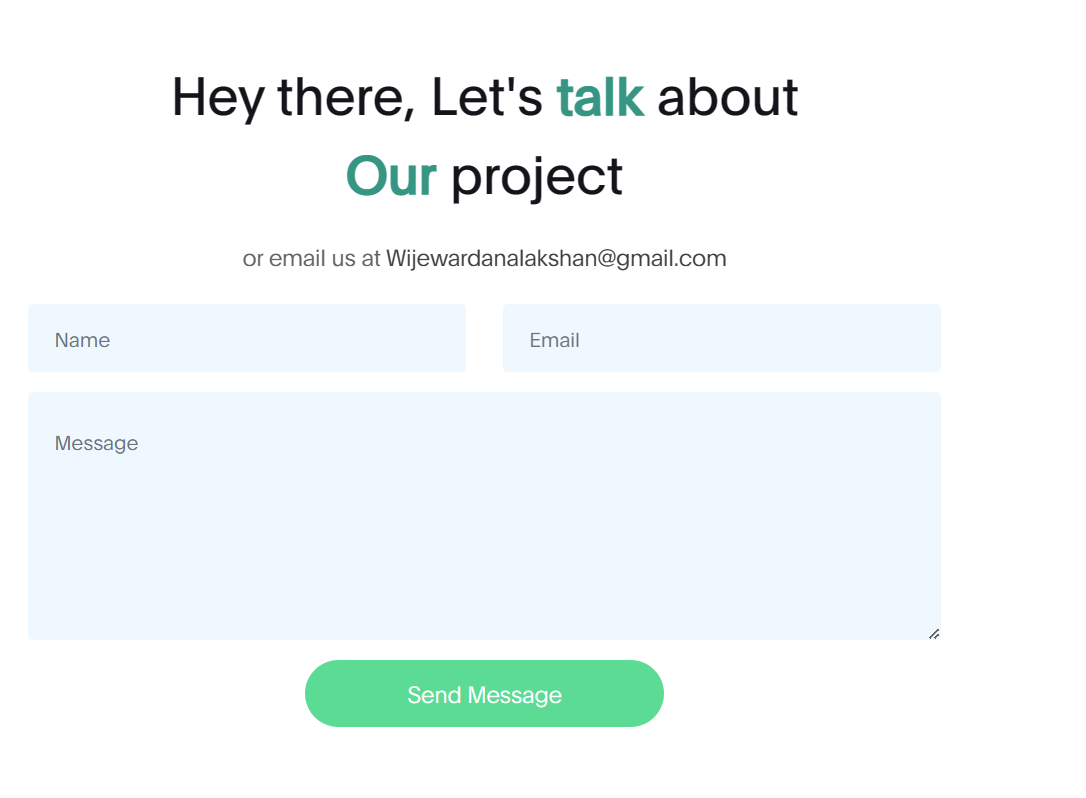 Hey there, Let's talk about
Our project
or email us at Wijewardanalakshan@gmail.com
Name
Email
Message
Send Message